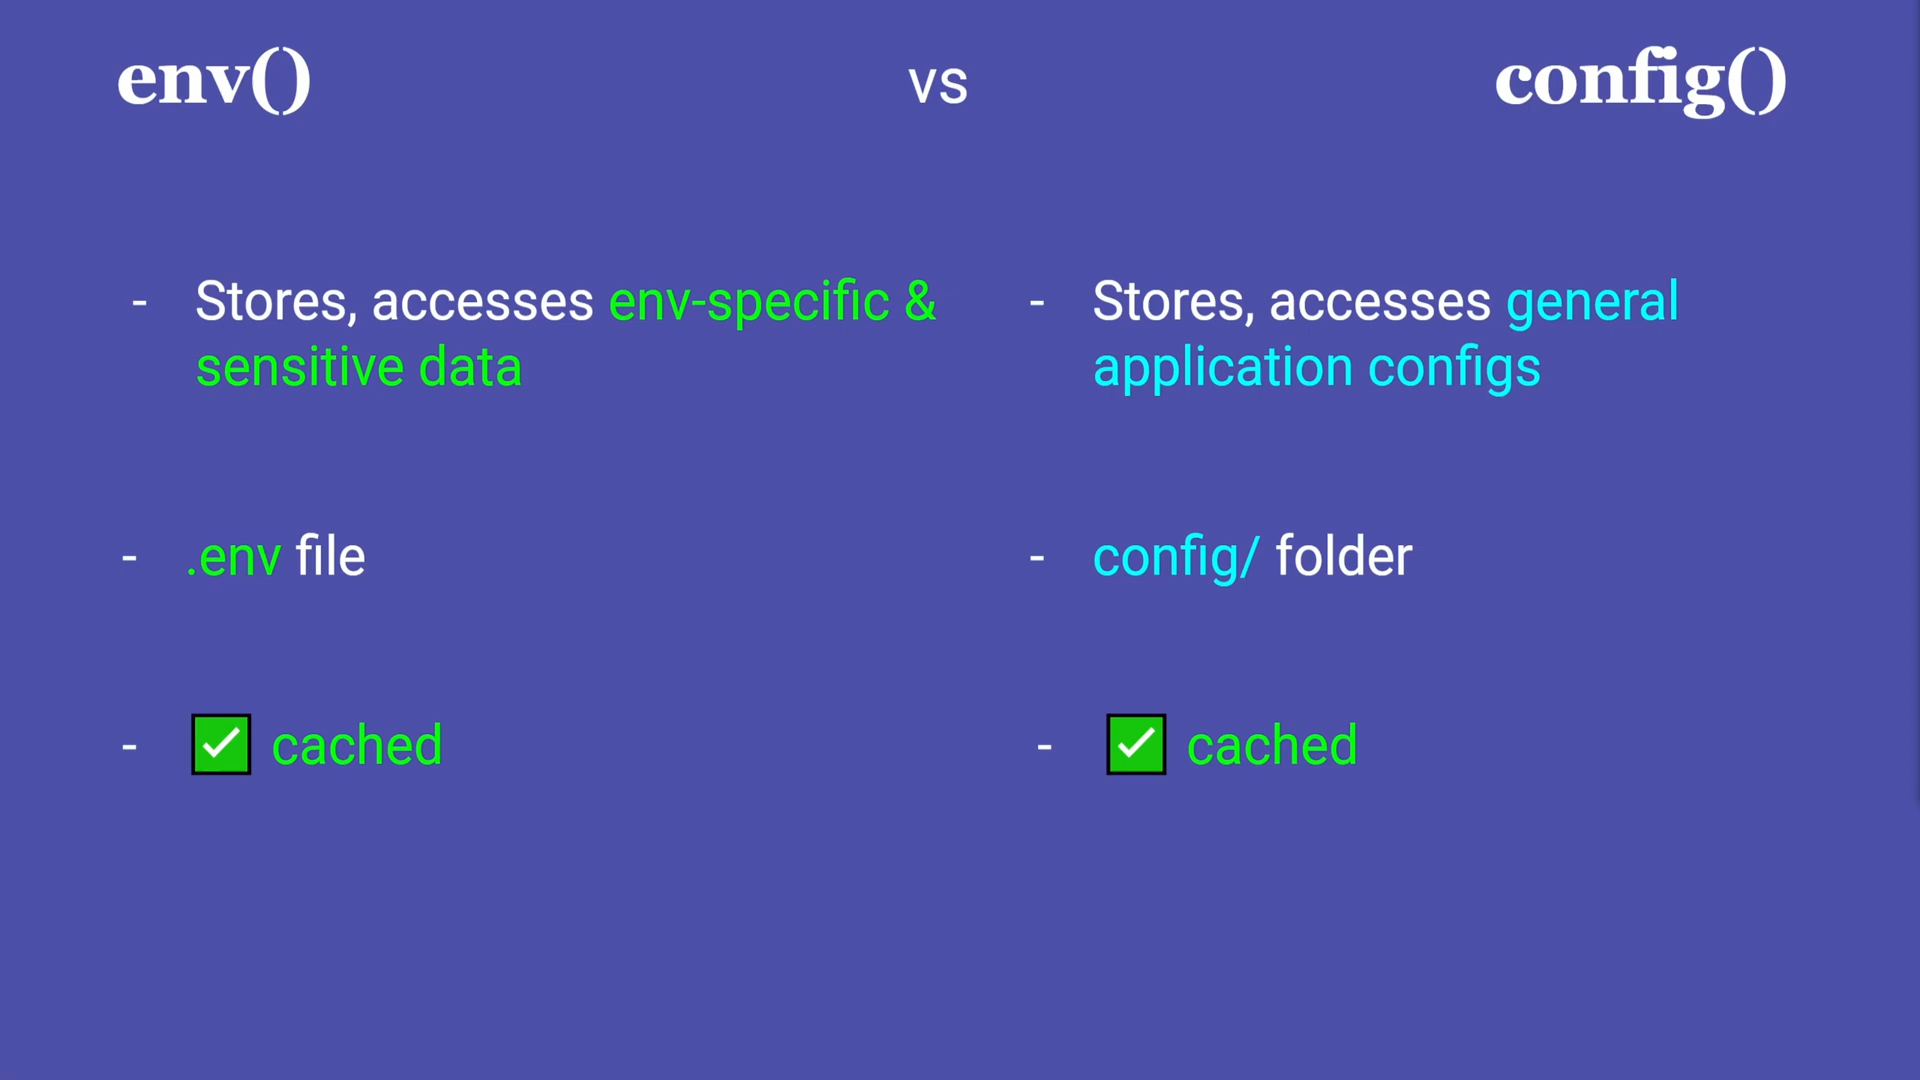 env() vs config()
- Stores, accesses env-specific &
sensitive data
- .env file
- ✅ cached
- Stores, accesses general
application configs
- config/ folder
- ✅ cached